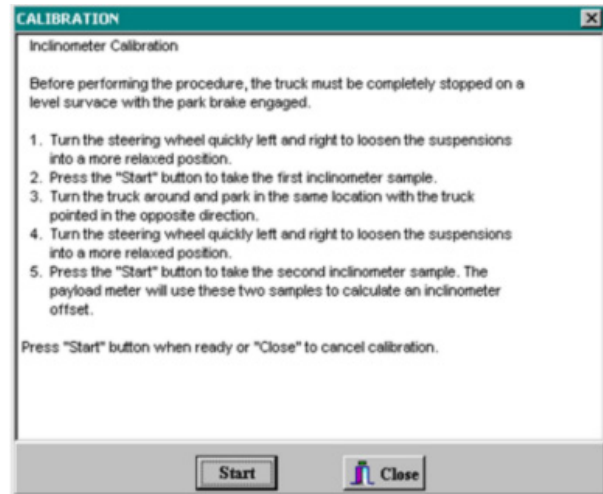 CALIBRATION
Inclinometer Calibration
Before performing the procedure, the truck must be completely stopped on a
level survace with the park brake engaged.
1. Turn the steering wheel quickly left and right to loosen the suspensions
into a more relaxed position.
2. Press the "Start" button to take the first inclinometer sample.
3. Turn the truck around and park in the same location with the truck
pointed in the opposite direction.
4. Turn the steering wheel quickly left and right to loosen the suspensions
into a more relaxed position.
5. Press the "Start" button to take the second inclinometer sample. The
payload meter will use these two samples to calculate an inclinometer
offset.
Press "Start" button when ready or "Close" to cancel calibration.
Start Close